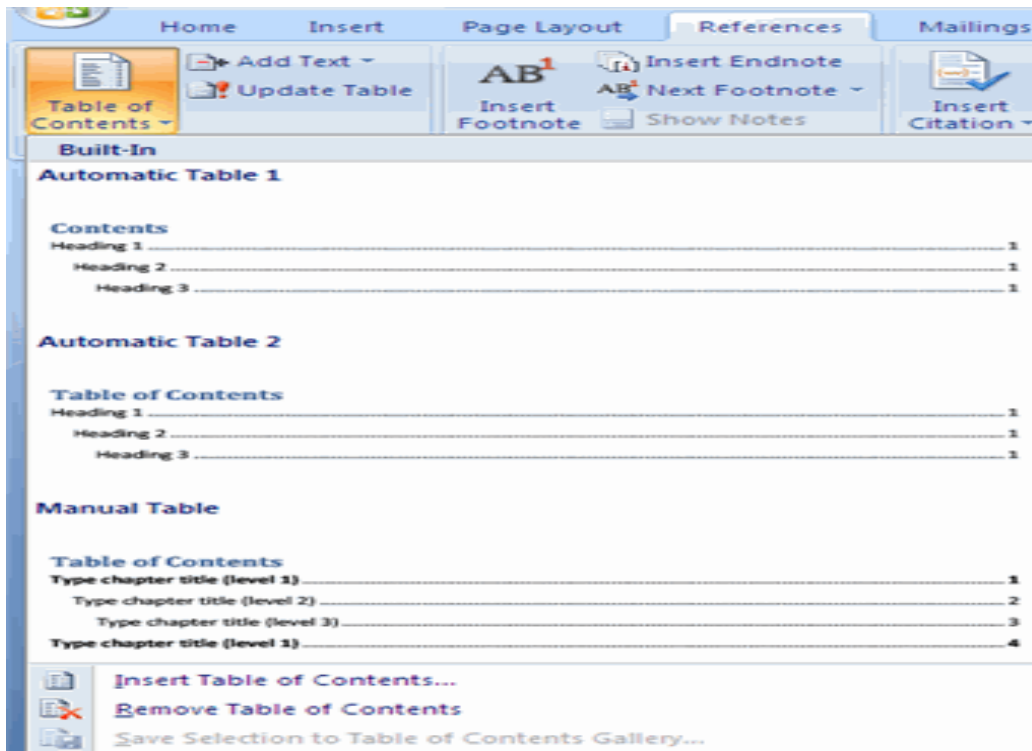 Home Insert Page Layout References Mailings
Table of Contents
Add Text
Update Table
AB1
Insert Footnote
Insert Endnote
AB1 Next Footnote
Show Notes
Insert Citation
Built-In
Automatic Table 1
Contents
Heading 1 1
Heading 2 1
Heading 3 1
Automatic Table 2
Table of Contents
Heading 1 1
Heading 2 1
Heading 3 1
Manual Table
Table of Contents
Type chapter title (level 1) 1
Type chapter title (level 2) 2
Type chapter title (level 3) 3
Type chapter title (level 1) 4
Insert Table of Contents...
Remove Table of Contents
Save Selection to Table of Contents Gallery...